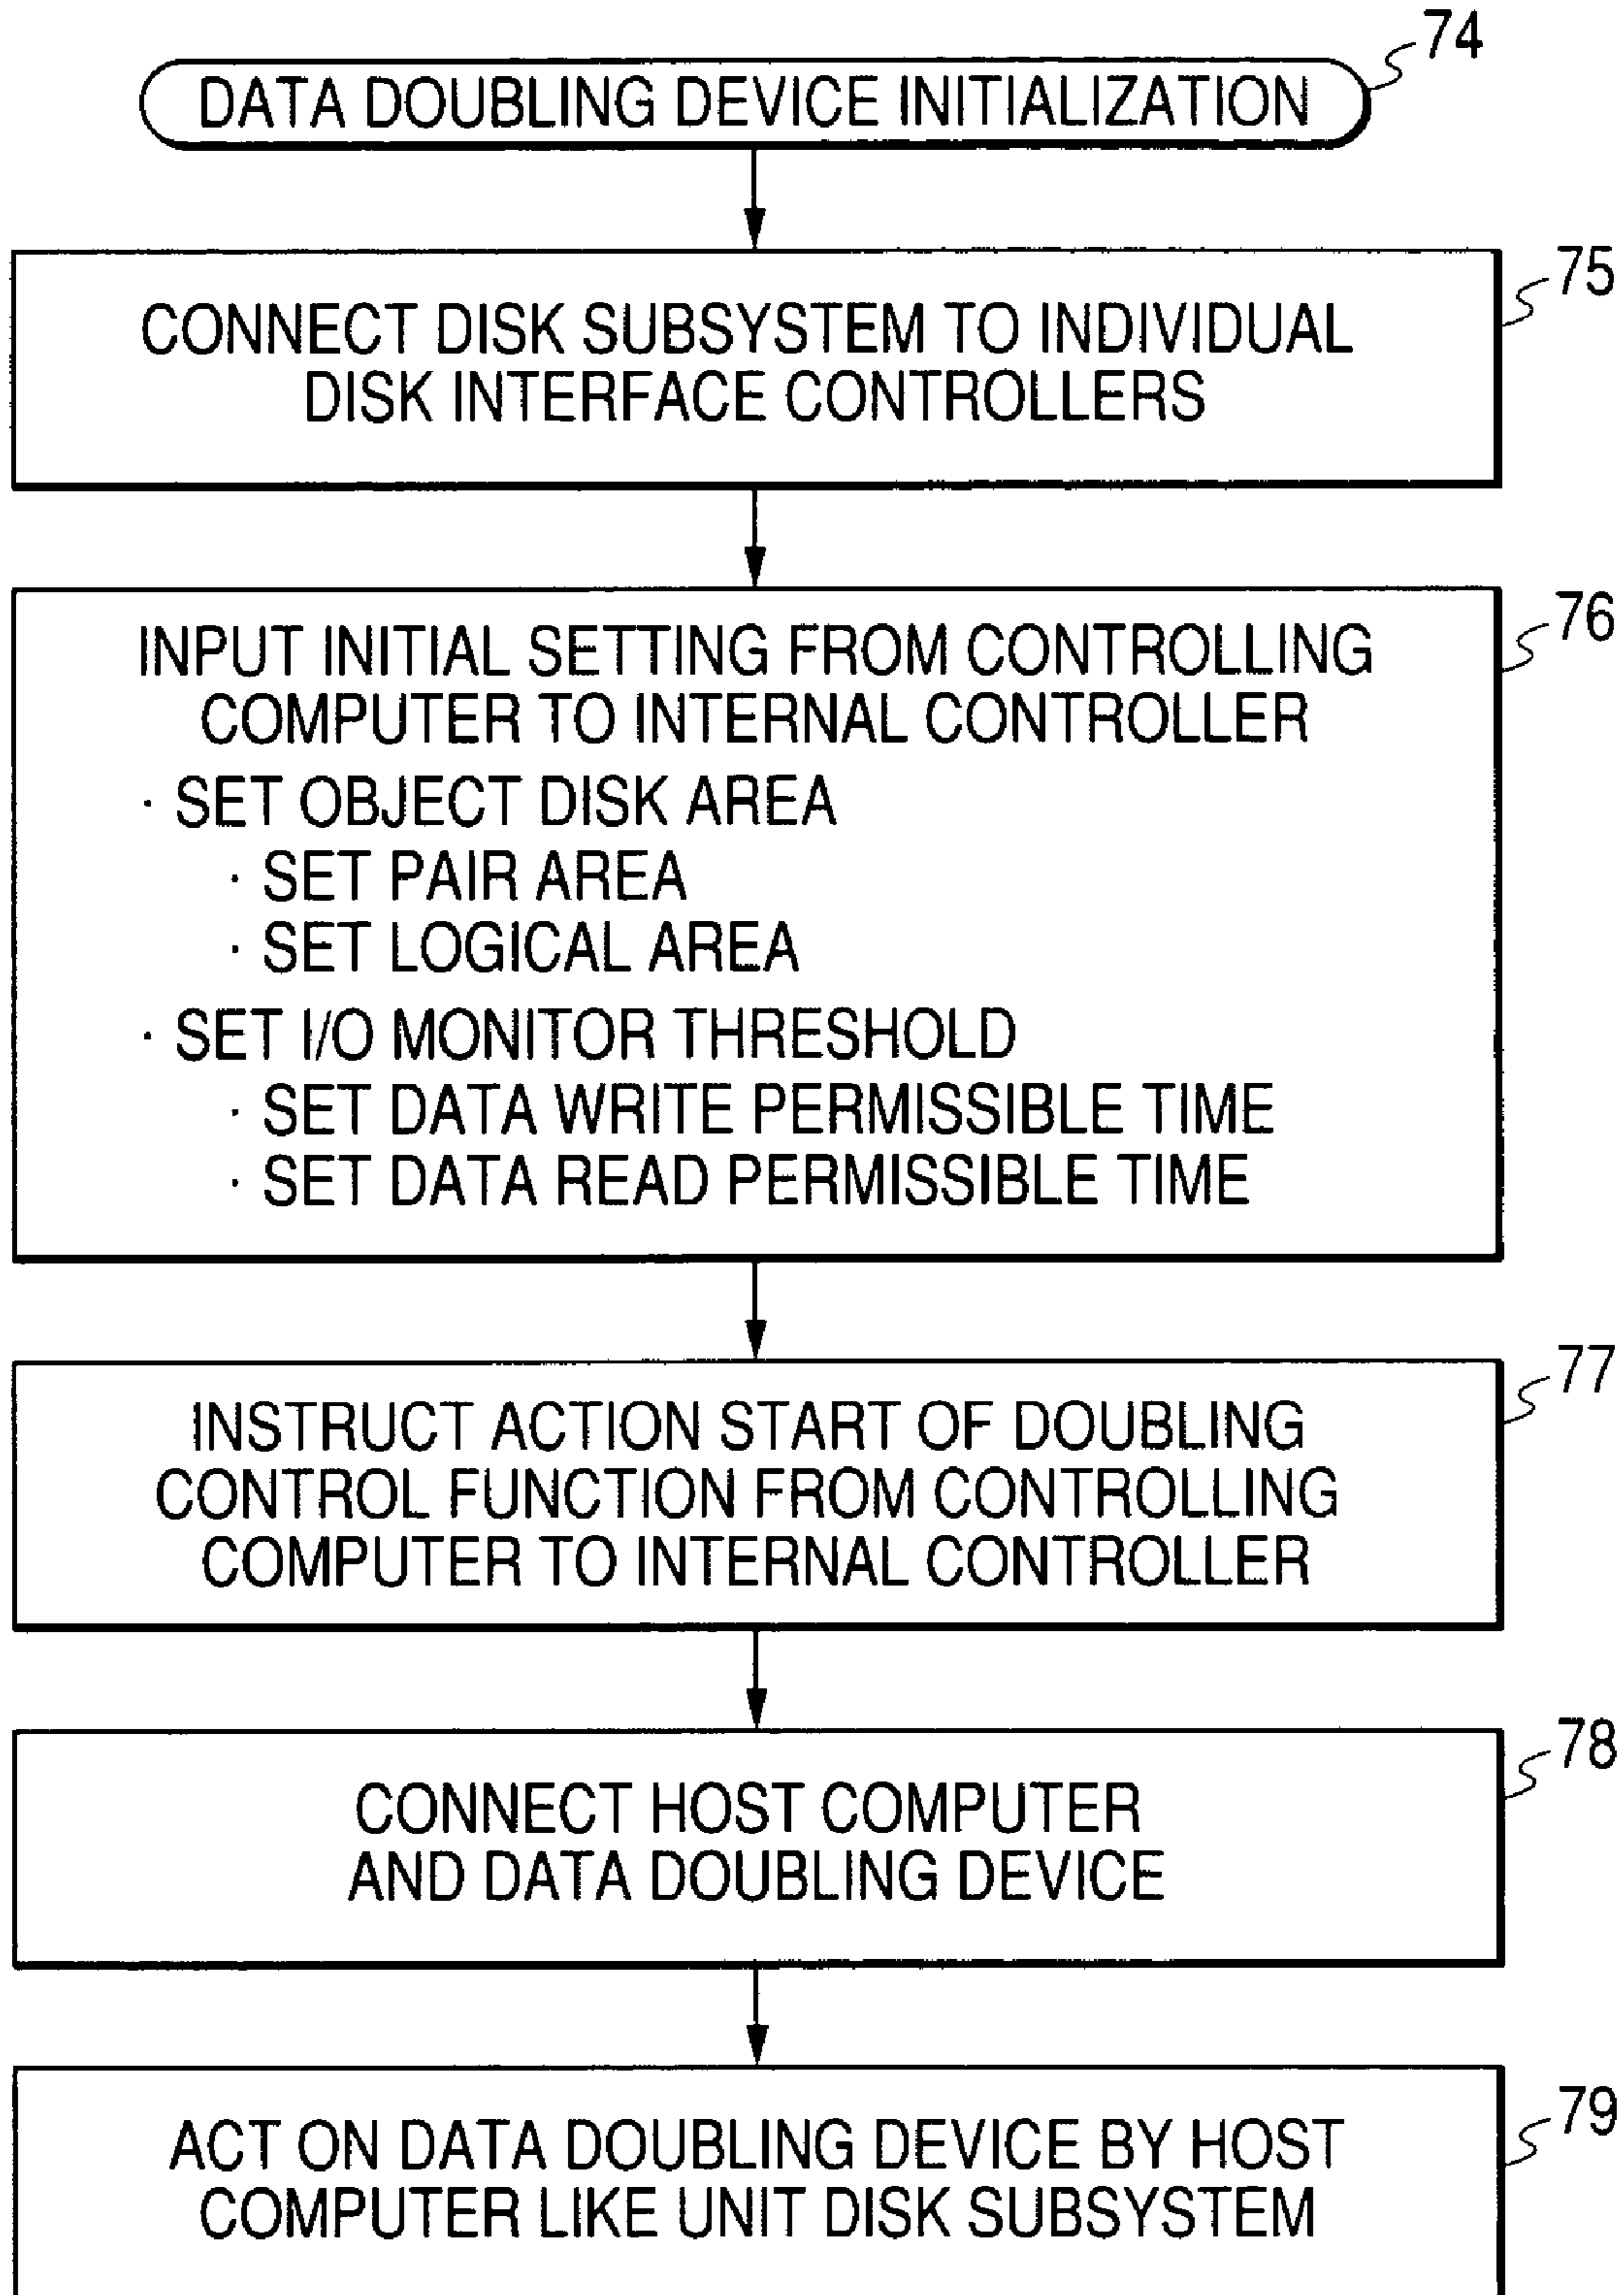 74
DATA DOUBLING DEVICE INITIALIZATION
75
CONNECT DISK SUBSYSTEM TO INDIVIDUAL
DISK INTERFACE CONTROLLERS
76
INPUT INITIAL SETTING FROM CONTROLLING
COMPUTER TO INTERNAL CONTROLLER
· SET OBJECT DISK AREA
· SET PAIR AREA
· SET LOGICAL AREA
· SET I/O MONITOR THRESHOLD
· SET DATA WRITE PERMISSIBLE TIME
· SET DATA READ PERMISSIBLE TIME
77
INSTRUCT ACTION START OF DOUBLING
CONTROL FUNCTION FROM CONTROLLING
COMPUTER TO INTERNAL CONTROLLER
78
CONNECT HOST COMPUTER
AND DATA DOUBLING DEVICE
79
ACT ON DATA DOUBLING DEVICE BY HOST
COMPUTER LIKE UNIT DISK SUBSYSTEM